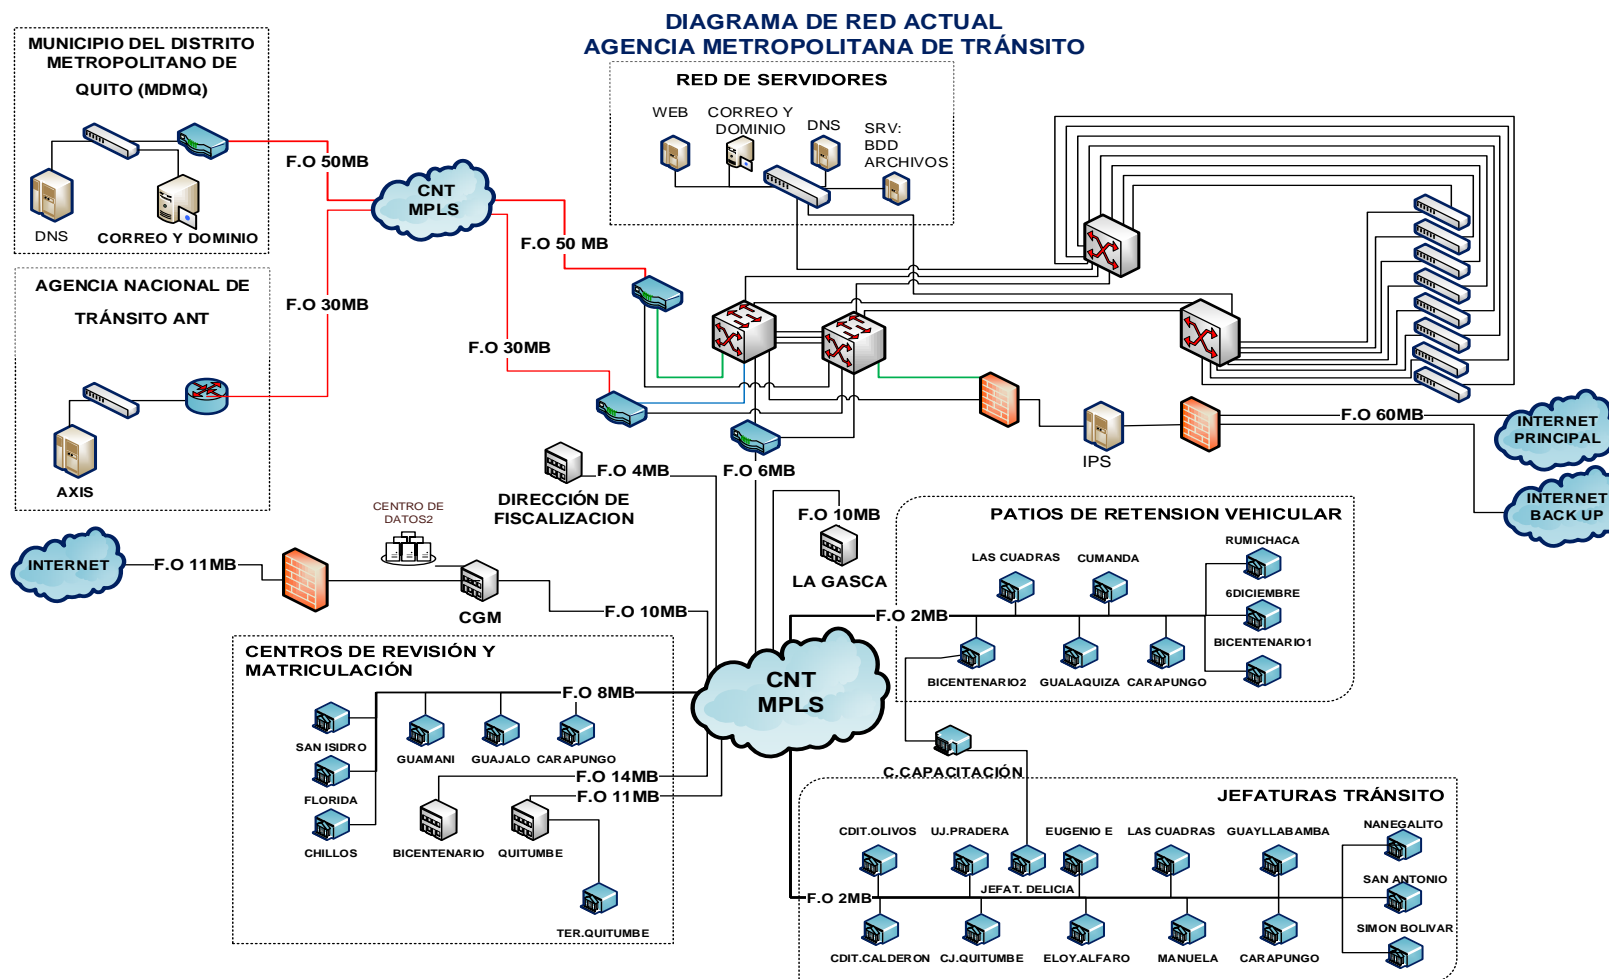 DIAGRAMA DE RED ACTUAL
AGENCIA METROPOLITANA DE TRÁNSITO
MUNICIPIO DEL DISTRITO
METROPOLITANO DE
QUITO (MDMQ)
DNS
CORREO Y DOMINIO
F.O 50MB
CNT
MPLS
F.O 50 MB
F.O 30MB
F.O 30MB
AGENCIA NACIONAL DE
TRÁNSITO ANT
AXIS
RED DE SERVIDORES
WEB
CORREO Y
DOMINIO
DNS
SRV:
BDD
ARCHIVOS
IPS
F.O 60MB
INTERNET
PRINCIPAL
INTERNET
BACK UP
F.O 4MB
DIRECCIÓN DE
FISCALIZACION
F.O 6MB
F.O 10MB
LA GASCA
INTERNET
F.O 11MB
CENTRO DE
DATOS2
CGM
F.O 10MB
CENTROS DE REVISIÓN Y
MATRICULACIÓN
F.O 8MB
SAN ISIDRO
GUAMANI
GUAJALO
CARAPUNGO
FLORIDA
F.O 14MB
F.O 11MB
CHILLOS
BICENTENARIO
QUITUMBE
TER.QUITUMBE
CNT
MPLS
PATIOS DE RETENSION VEHICULAR
F.O 2MB
LAS CUADRAS
CUMANDA
RUMICHACA
6DICIEMBRE
BICENTENARIO1
BICENTENARIO2
GUALAQUIZA
CARAPUNGO
C.CAPACITACIÓN
JEFATURAS TRÁNSITO
F.O 2MB
CDIT.OLIVOS
UJ.PRADERA
EUGENIO E
LAS CUADRAS
GUAYLLABAMBA
NANEGALITO
JEFAT. DELICIA
SAN ANTONIO
SIMON BOLIVAR
CDIT.CALDERON
CJ.QUITUMBE
ELOY.ALFARO
MANUELA
CARAPUNGO